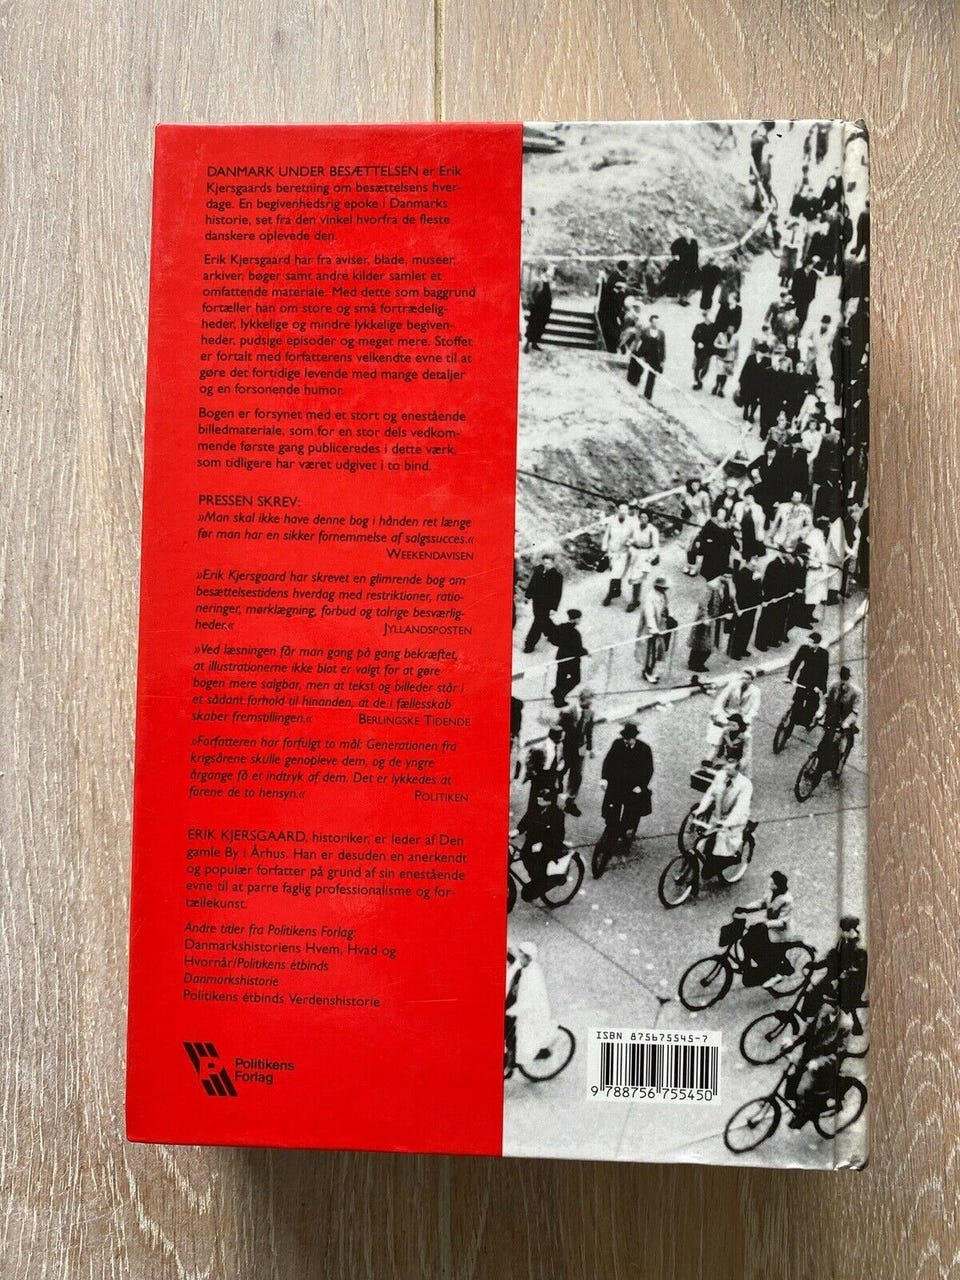 DANMARK UNDER BESÆTTELSEN er Erik
Kjersgaards beretning om besættelsens hver-
dage. En begivenhedsrig epoke i Danmarks
historie, set fra den vinkel hvorfra de fleste
danskere oplevede den.
Erik Kjersgaard har fra aviser, blade, museer,
arkiver, bøger samt andre kilder samlet et
omfattende materiale. Med dette som baggrund
fortæller han om store og små fortrædelig-
heder, lykkelige og mindre lykkelige begiven-
heder, pudsige episoder og meget mere. Stoffet
er fortalt med forfatterens velkendte evne til at
gøre det fortidige levende med mange detaljer
og en forsonende humor.
Bogen er forsynet med et stort og enestående
billedmateriale, som for en stor dels vedkom-
mende første gang publiceredes i dette værk,
som tidligere har været udgivet i to bind.
PRESSEN SKREV:
»Man skal ikke have denne bog i hånden ret længe
før man har en sikker fornemmelse af salgssucces.«
WEEKENDAVISEN
»Erik Kjersgaard har skrevet en glimrende bog om
besættelsestidens hverdag med restriktioner, ratio-
neringer, mørklægning, forbud og talrige besværlig-
heder.« JYLLANDSPOSTEN
»Ved læsningen får man gang på gang bekræftet,
at illustrationerne ikke blot er valgt for at gøre
bogen mere salgbar, men at tekst og billeder står i
et sådant forhold til hinanden, at de i fællesskab
skaber fremstillingen.« BERLINGSKE TIDENDE
»Forfatteren har forfulgt to mål: Generationen fra
krigsårene skulle genopleve dem, og de yngre
årgange få et indtryk af dem. Det er lykkedes at
forene de to hensyn.« POLITIKEN
ERIK KJERSGAARD, historiker, er leder af Den
gamle By i Århus. Han er desuden en anerkendt
og populær forfatter på grund af sin enestående
evne til at parre faglig professionalisme og for-
tællekunst.
Andre titler fra Politikens Forlag:
Danmarkshistoriens Hvem, Hvad og
Hvornår/Politikens étbinds
Danmarkshistorie
Politikens étbinds Verdenshistorie
Politikens
Forlag
ISBN 875675545-7
9 788756 755450